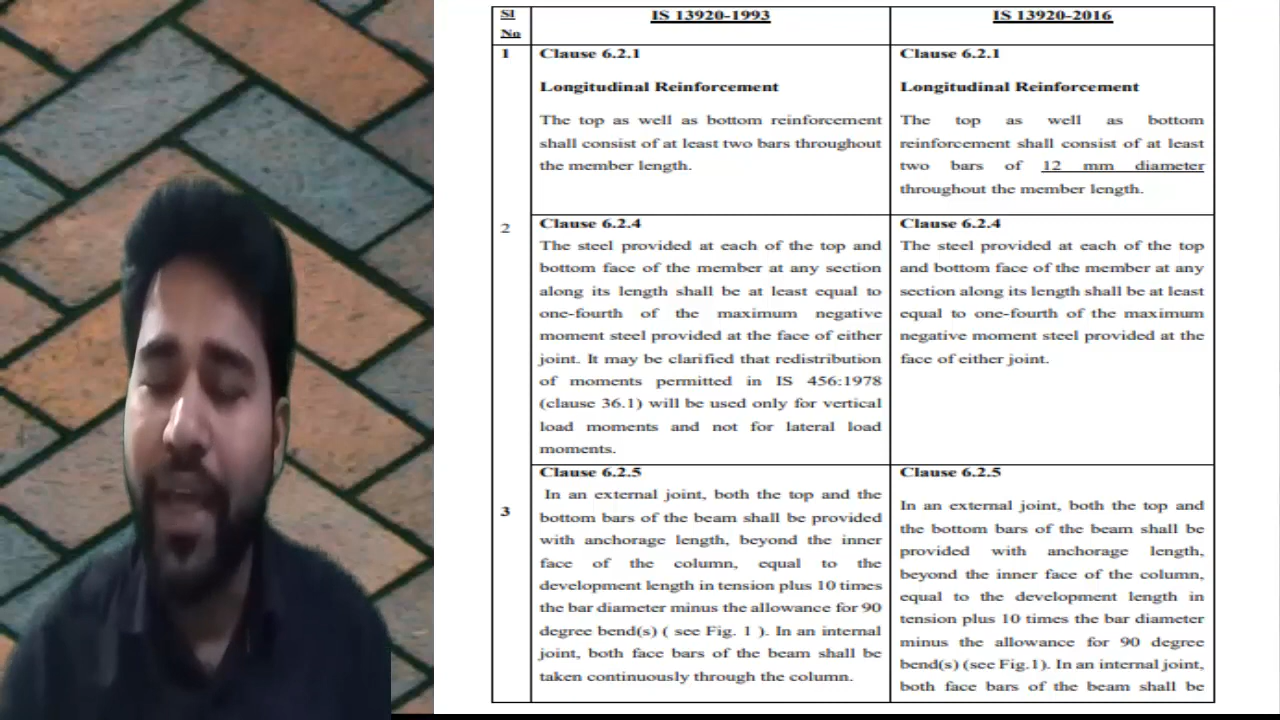 Sl
No
IS 13920-1993
IS 13920-2016
1
Clause 6.2.1
Longitudinal Reinforcement
The top as well as bottom reinforcement
shall consist of at least two bars throughout
the member length.
Clause 6.2.1
Longitudinal Reinforcement
The top as well as bottom
reinforcement shall consist of at least
two bars of 12 mm diameter
throughout the member length.
2
Clause 6.2.4
The steel provided at each of the top and
bottom face of the member at any section
along its length shall be at least equal to
one-fourth of the maximum negative
moment steel provided at the face of either
joint. It may be clarified that redistribution
of moments permitted in IS 456:1978
(clause 36.1) will be used only for vertical
load moments and not for lateral load
moments.
Clause 6.2.4
The steel provided at each of the top
and bottom face of the member at any
section along its length shall be at least
equal to one-fourth of the maximum
negative moment steel provided at the
face of either joint.
3
Clause 6.2.5
In an external joint, both the top and the
bottom bars of the beam shall be provided
with anchorage length, beyond the inner
face of the column, equal to the
development length in tension plus 10 times
the bar diameter minus the allowance for 90
degree bend(s) ( see Fig. 1 ). In an internal
joint, both face bars of the beam shall be
taken continuously through the column.
Clause 6.2.5
In an external joint, both the top and
the bottom bars of the beam shall be
provided with anchorage length,
beyond the inner face of the column,
equal to the development length in
tension plus 10 times the bar diameter
minus the allowance for 90 degree
bend(s) (see Fig.1). In an internal joint,
both face bars of the beam shall be